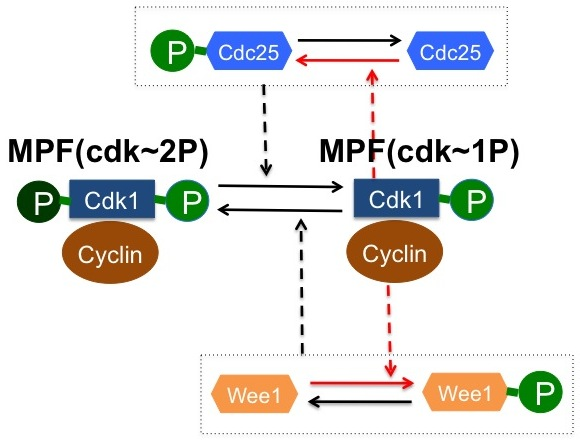 P Cdc25 Cdc25
MPF(cdk~2P) MPF(cdk~1P)
P Cdk1 P Cdk1 P
Cyclin Cyclin
Wee1 Wee1 P